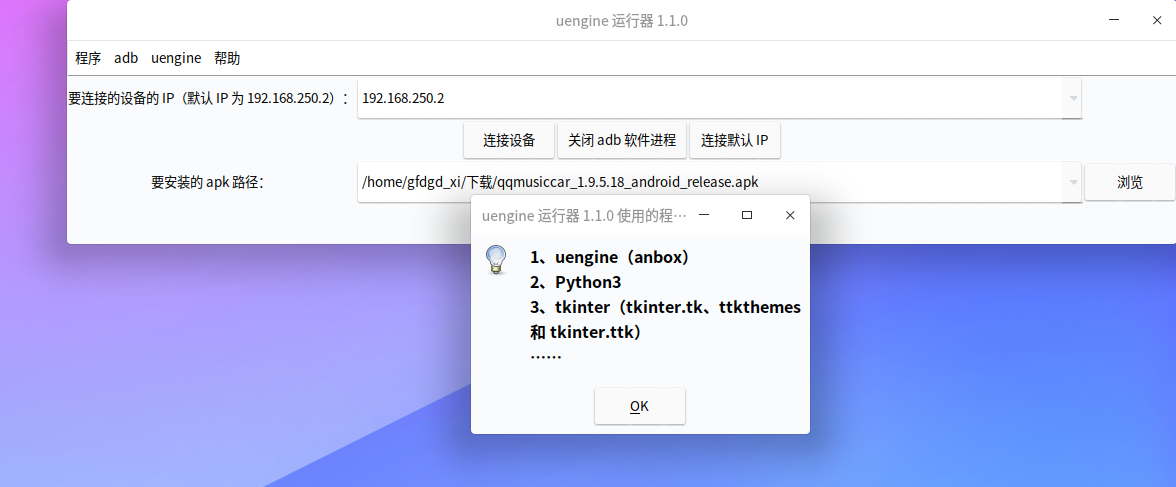 uengine 运行器 1.1.0
程序 adb uengine 帮助
要连接的设备的 IP（默认 IP 为 192.168.250.2）： 192.168.250.2
连接设备 关闭 adb 软件进程 连接默认 IP
要安装的 apk 路径： /home/gfdgd_xi/下载/qqmusiccar_1.9.5.18_android_release.apk 浏览
uengine 运行器 1.1.0 使用的程…
1、uengine（anbox）
2、Python3
3、tkinter（tkinter.tk、ttkthemes
和 tkinter.ttk）
……
OK